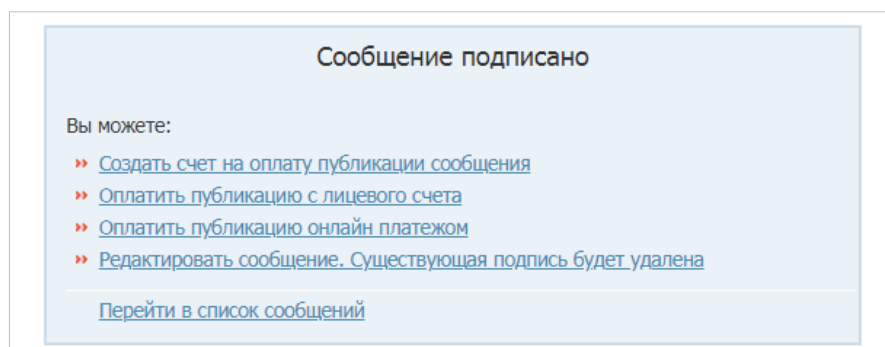 Сообщение подписано
Вы можете:
Создать счет на оплату публикации сообщения
Оплатить публикацию с лицевого счета
Оплатить публикацию онлайн платежом
Редактировать сообщение. Существующая подпись будет удалена
Перейти в список сообщений